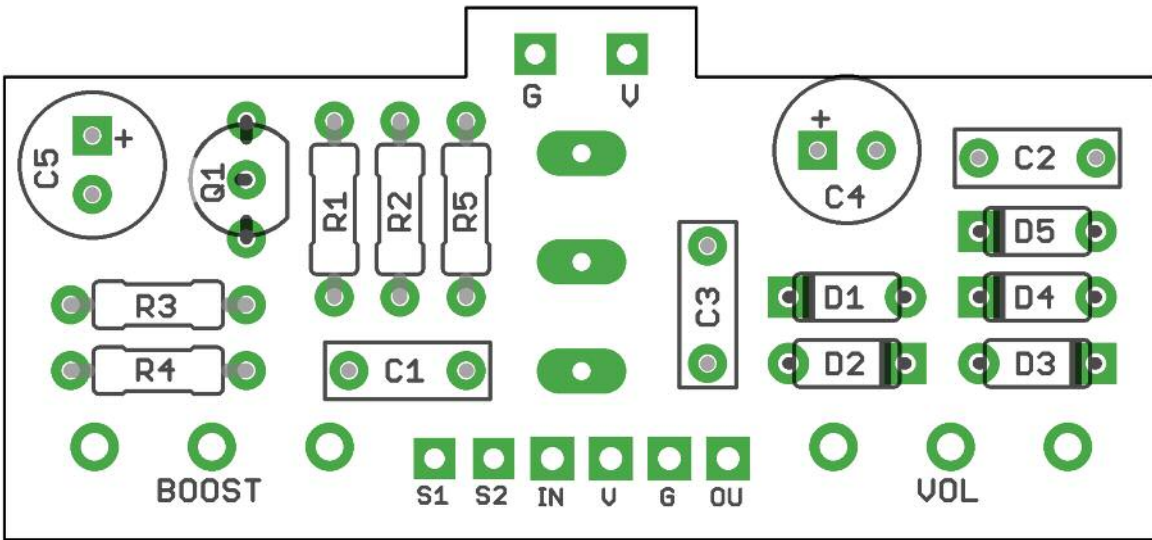 G V
+
+
C5
Q1
R1
R2
R5
C4
C2
D5
R3
C3
D1
D4
R4
C1
D2
D3
BOOST
S1 S2 IN V G OU
VOL